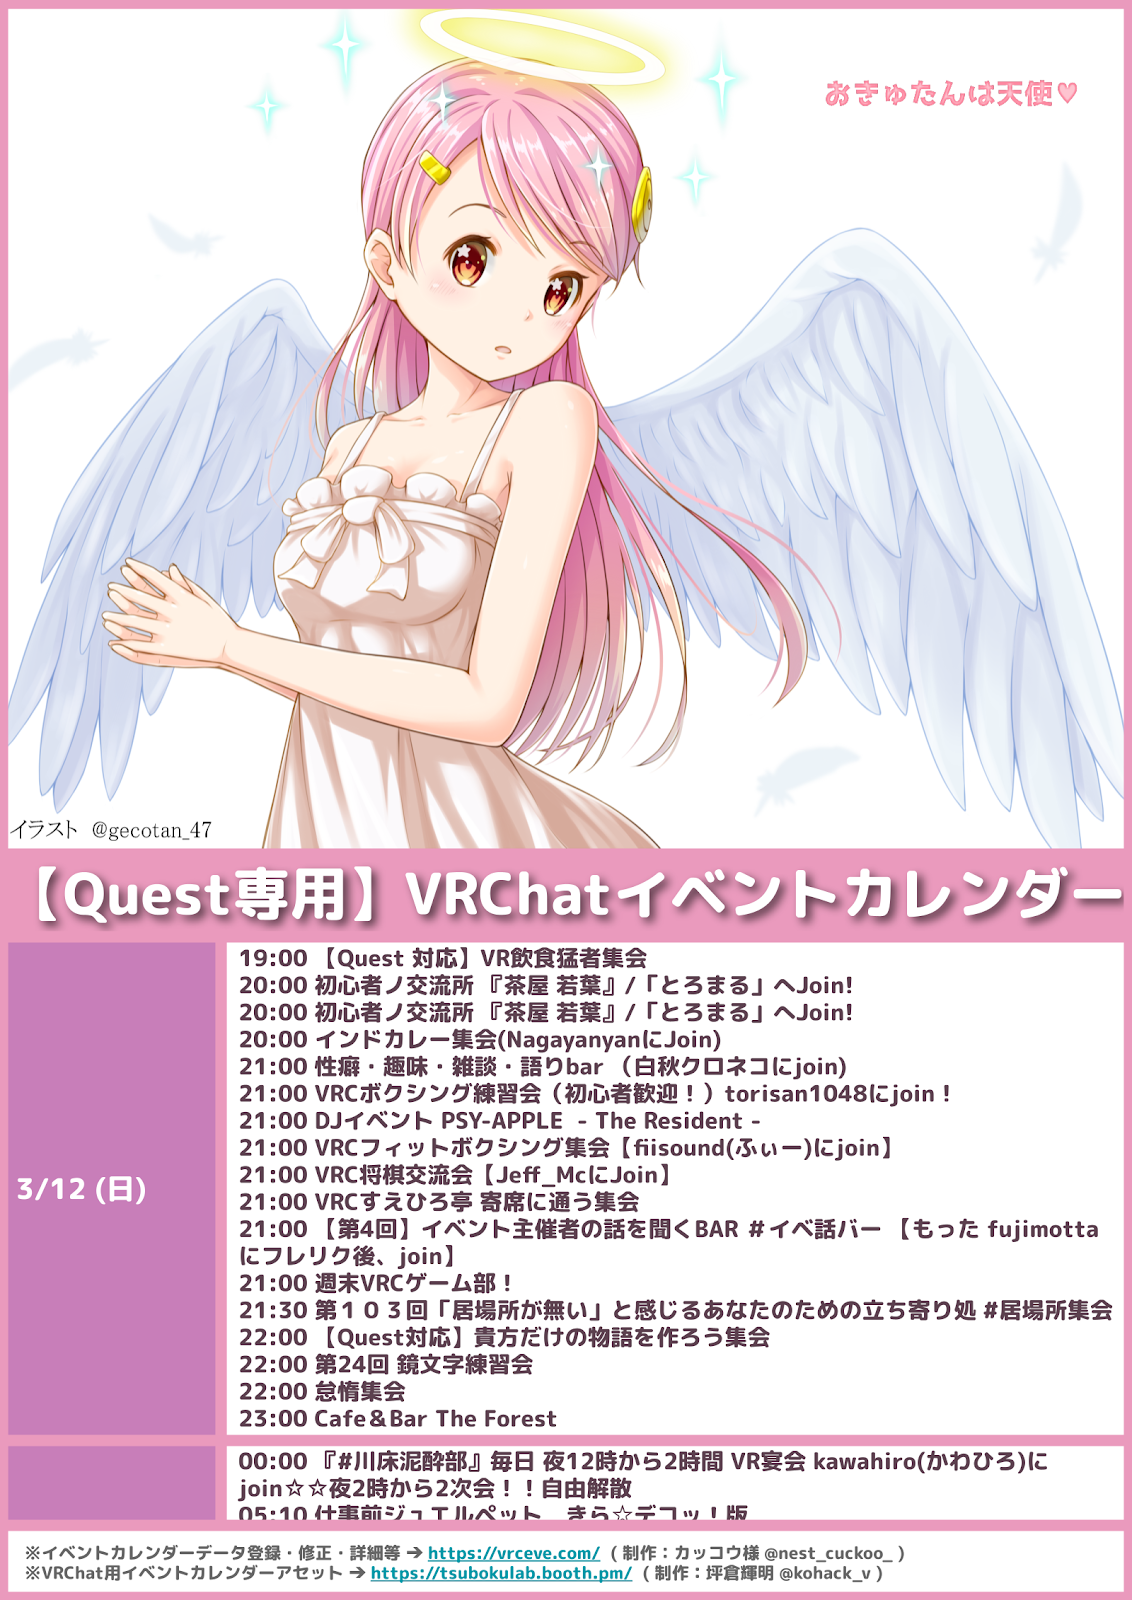 おきゅたんは天使♥
イラスト @gecotan_47
【Quest専用】VRChatイベントカレンダー
3/12 (日)
19:00 【Quest 対応】VR飲食猛者集会
20:00 初心者ノ交流所 『茶屋 若葉』/「とろまる」へJoin!
20:00 初心者ノ交流所 『茶屋 若葉』/「とろまる」へJoin!
20:00 インドカレー集会(NagayanyanにJoin)
21:00 性癖・趣味・雑談・語りbar （白秋クロネコにjoin)
21:00 VRCボクシング練習会（初心者歓迎！）torisan1048にjoin！
21:00 DJイベント PSY-APPLE - The Resident -
21:00 VRCフィットボクシング集会【fiisound(ふぃー)にjoin】
21:00 VRC将棋交流会【Jeff_McにJoin】
21:00 VRCすえひろ亭 寄席に通う集会
21:00 【第4回】イベント主催者の話を聞くBAR ＃イベ話バー 【もった fujimotta
にフレリク後、join】
21:00 週末VRCゲーム部！
21:30 第１０３回「居場所が無い」と感じるあなたのための立ち寄り処 #居場所集会
22:00 【Quest対応】貴方だけの物語を作ろう集会
22:00 第24回 鏡文字練習会
22:00 怠惰集会
23:00 Cafe＆Bar The Forest
00:00 『#川床泥酔部』毎日 夜12時から2時間 VR宴会 kawahiro(かわひろ)に
join☆☆夜2時から2次会！！自由解散
05:10 仕事前ジュエルペット きら☆デコッ！版
※イベントカレンダーデータ登録・修正・詳細等 ➔ https://vrceve.com/ ( 制作：カッコウ様 @nest_cuckoo_ )
※VRChat用イベントカレンダーアセット ➔ https://tsubokulab.booth.pm/ ( 制作：坪倉輝明 @kohack_v )